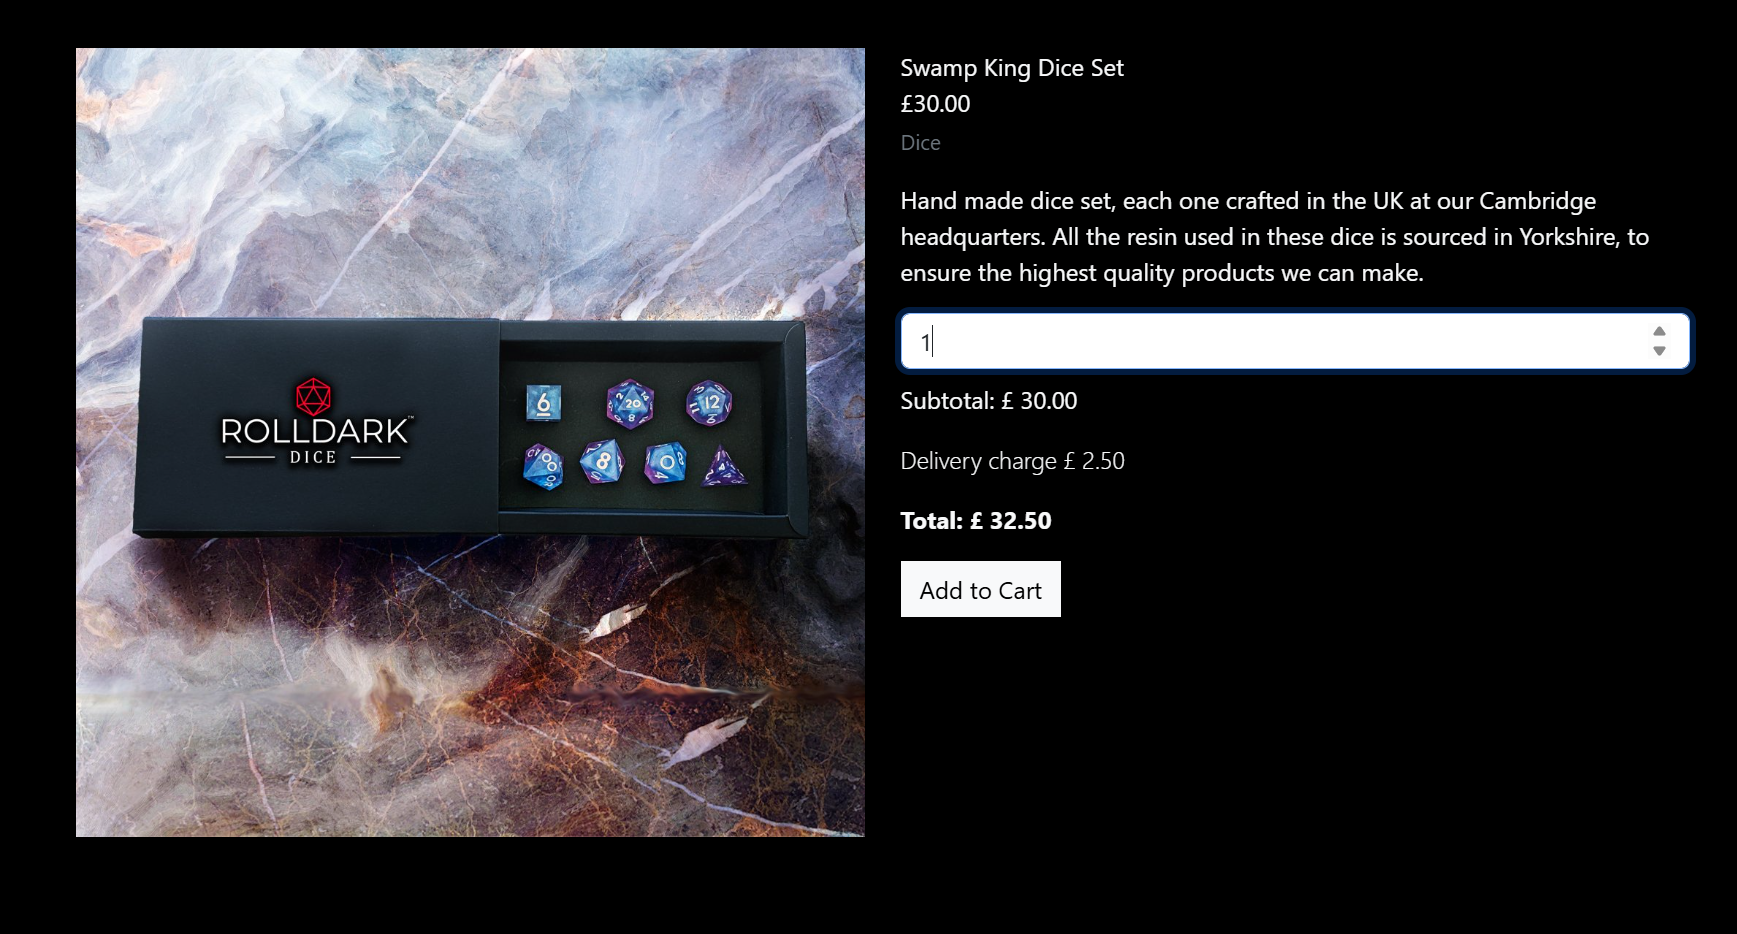 Swamp King Dice Set
£30.00
Dice
Hand made dice set, each one crafted in the UK at our Cambridge
headquarters. All the resin used in these dice is sourced in Yorkshire, to
ensure the highest quality products we can make.
1
Subtotal: £ 30.00
Delivery charge £ 2.50
Total: £ 32.50
Add to Cart
ROLLDARK™
DICE
6
20
8
12
8
0
4